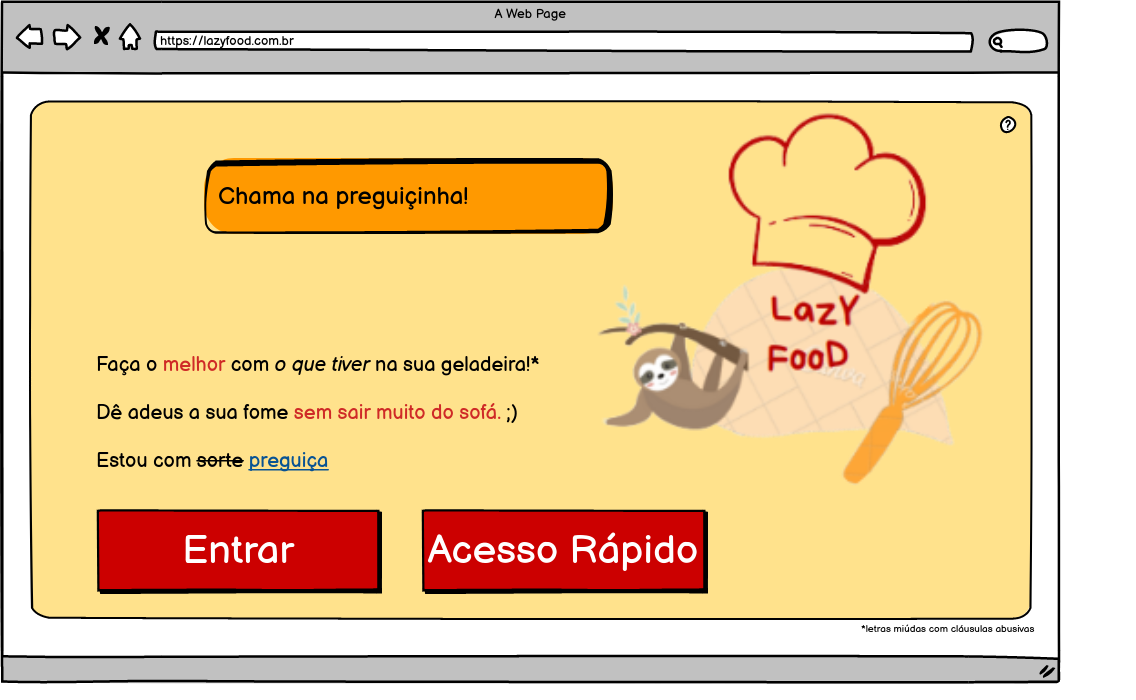 A Web Page
https://lazyfood.com.br
?
Chama na preguiçinha!
LazY
FooD
Faça o melhor com o que tiver na sua geladeira!*
Dê adeus a sua fome sem sair muito do sofá. ;)
Estou com sorte preguiça
Entrar
Acesso Rápido
*letras miúdas com cláusulas abusivas